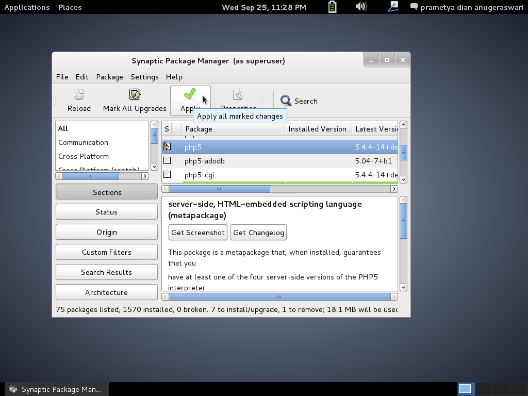 Applications Places Wed Sep 25, 11:28 PM prametya dian anugeraswari
Synaptic Package Manager (as superuser)
File Edit Package Settings Help
Reload Mark All Upgrades Apply Search
Apply all marked changes
All
Communication
Cross Platform
S Package Installed Version Latest Versi
php5 5.4.4-14+de
php5-adodb 5.04-7+b1
php5-cgi 5.4.4-14+de
Sections
Status
Origin
Custom Filters
Search Results
Architecture
server-side, HTML-embedded scripting language
(metapackage)
Get Screenshot Get Changelog
This package is a metapackage that, when installed, guarantees
that you
have at least one of the four server-side versions of the PHP5
interpreter
75 packages listed, 1570 installed, 0 broken. 7 to install/upgrade, 1 to remove; 18.1 MB will be used
Synaptic Package Man...